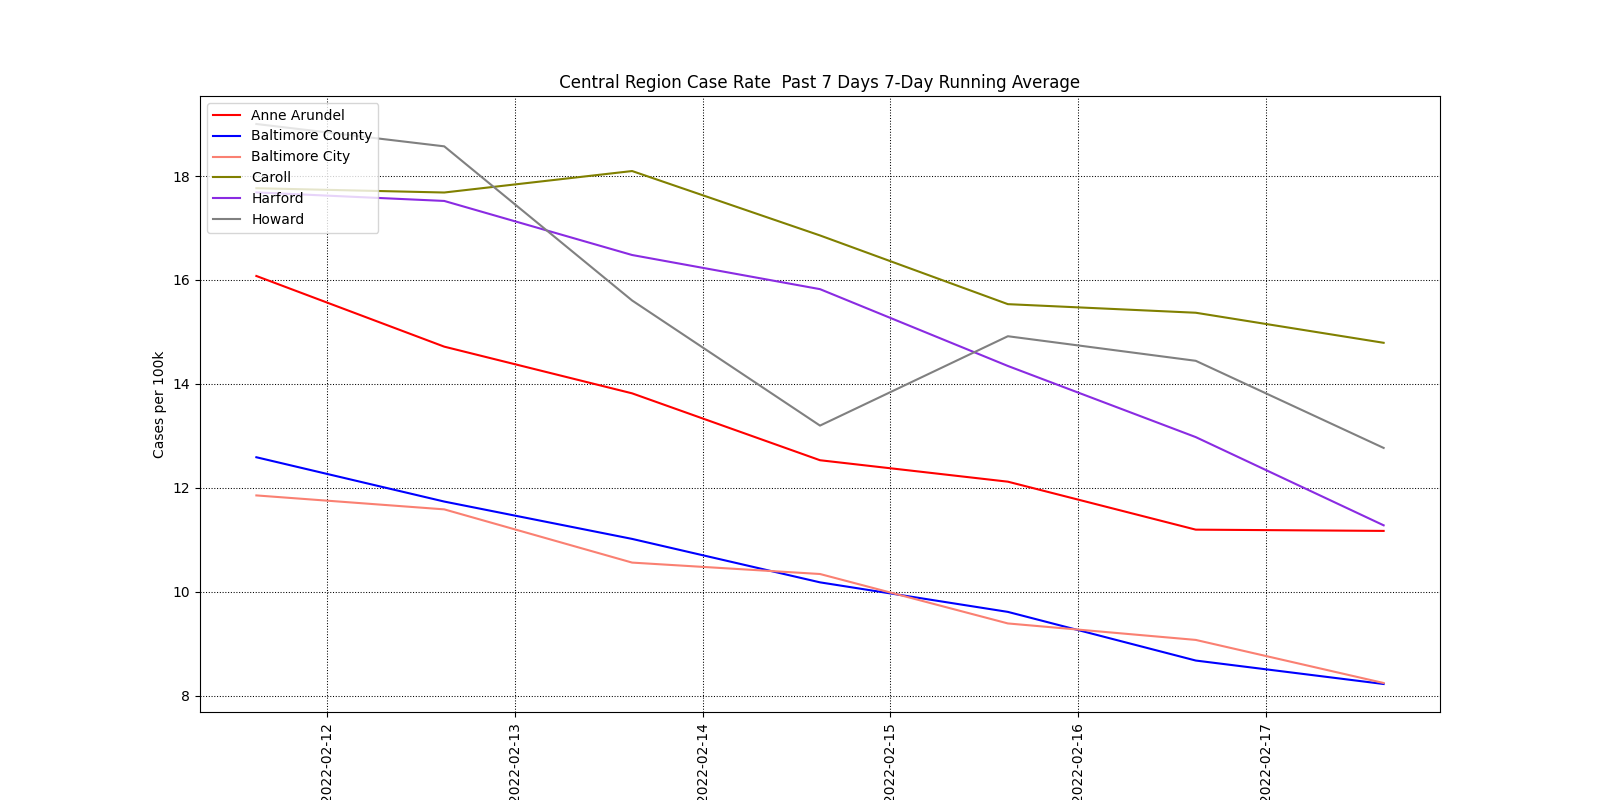 Central Region Case Rate  Past 7 Days 7-Day Running Average
Anne Arundel
Baltimore County
Baltimore City
Caroll
Harford
Howard
Cases per 100k
18
16
14
12
10
8
2022-02-12
2022-02-13
2022-02-14
2022-02-15
2022-02-16
2022-02-17